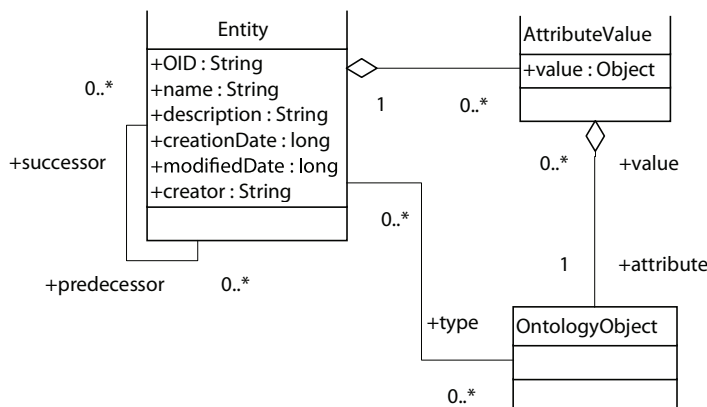 Entity
+OID : String
+name : String
+description : String
+creationDate : long
+modifiedDate : long
+creator : String
AttributeValue
+value : Object
0..*
1
0..*
+successor
0..*
+value
0..*
+predecessor
0..*
1
+attribute
+type
OntologyObject
0..*